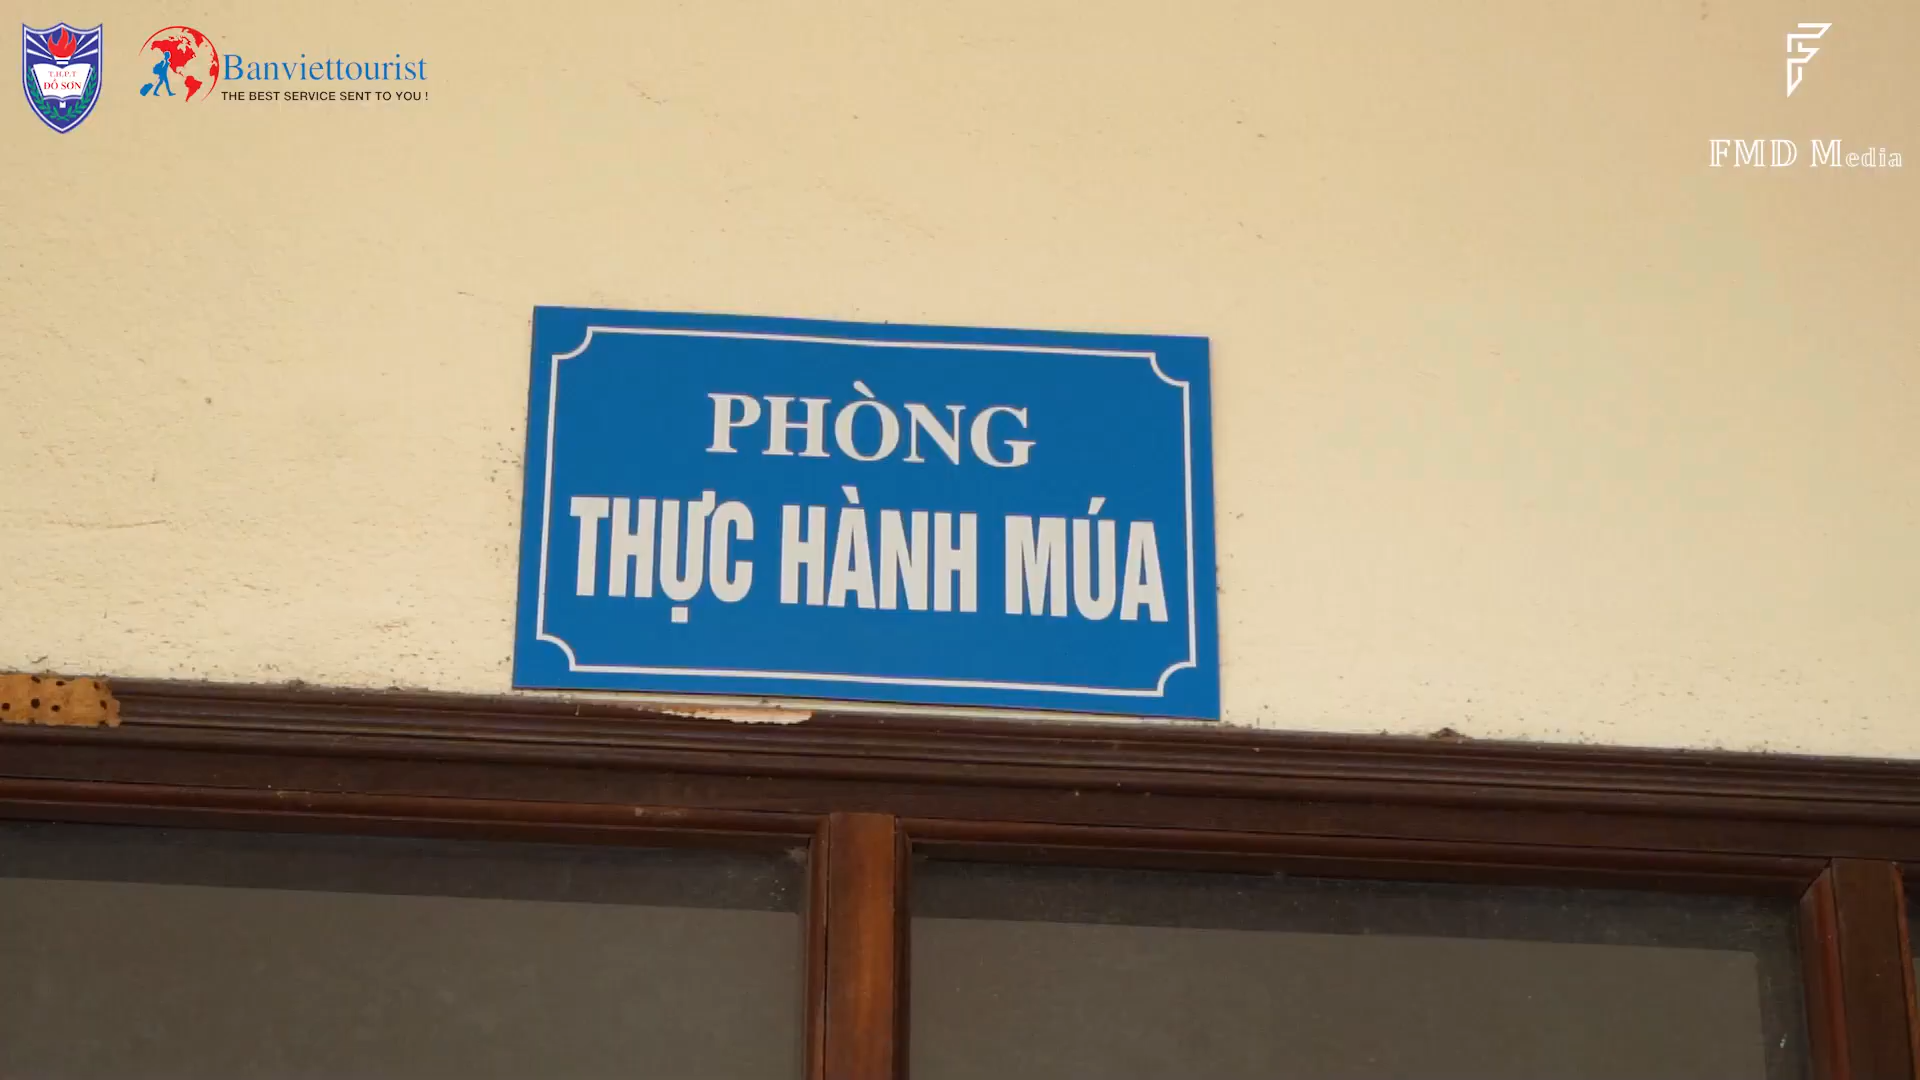 T.H.P.T
ĐỒ SƠN
Banviettourist
THE BEST SERVICE SENT TO YOU !
FMD Media
PHÒNG
THỰC HÀNH MÚA